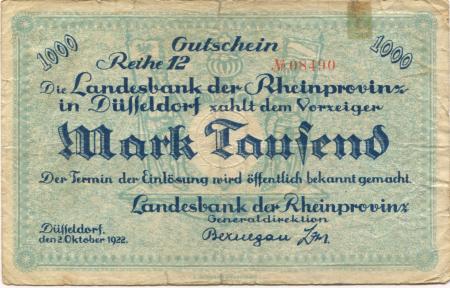 1000 Gutschein 1000
Reihe 12 № 08490
Die Landesbank der Rheinprovinz
in Düsseldorf zahlt dem Vorzeiger
Mark Tausend
Der Termin der Einlösung wird öffentlich bekannt gemacht.
Landesbank der Rheinprovinz
Generaldirektion
Düsseldorf,
den 2. Oktober 1922.